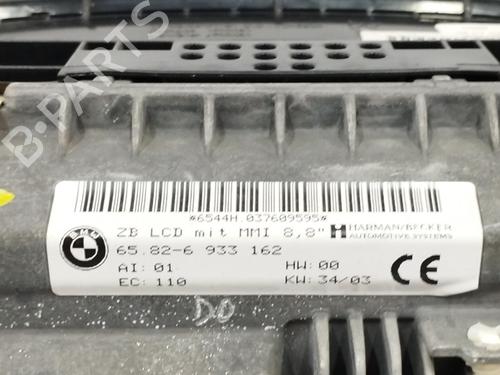 B-PARTS
*6544H.037609595*
BMW
ZB LCD mit MMI 8,8"
HARMAN/BECKER
AUTOMOTIVE SYSTEMS
65.82-6 933 162
AI: 01
HW: 00
EC: 110
KW: 34/03
CE
DO